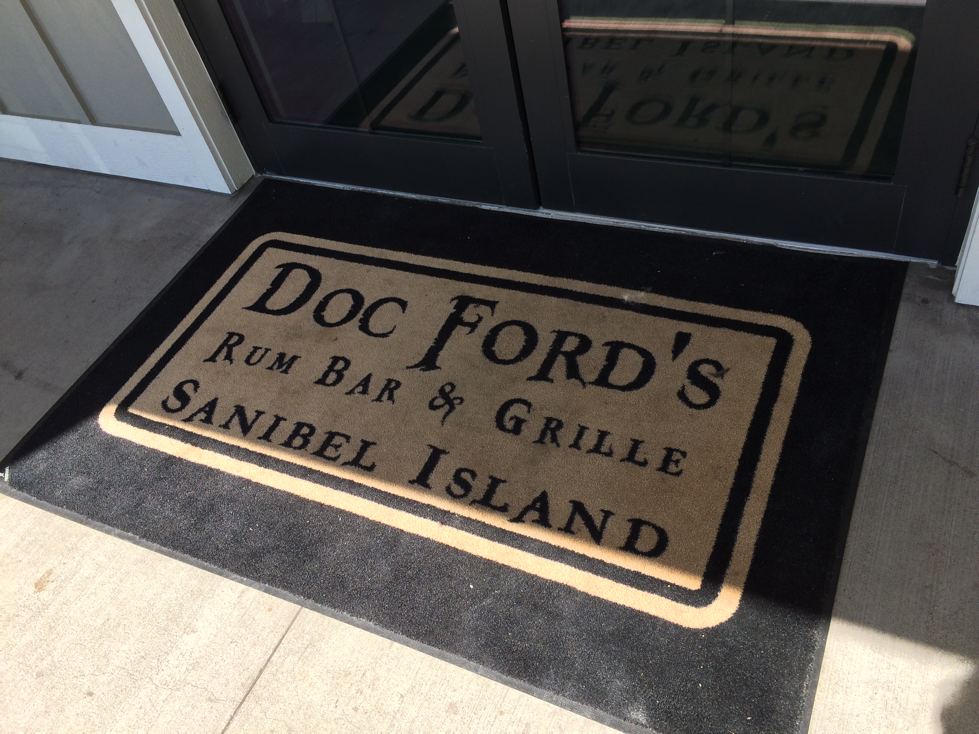 Doc Ford's
Rum Bar & Grille
Sanibel Island